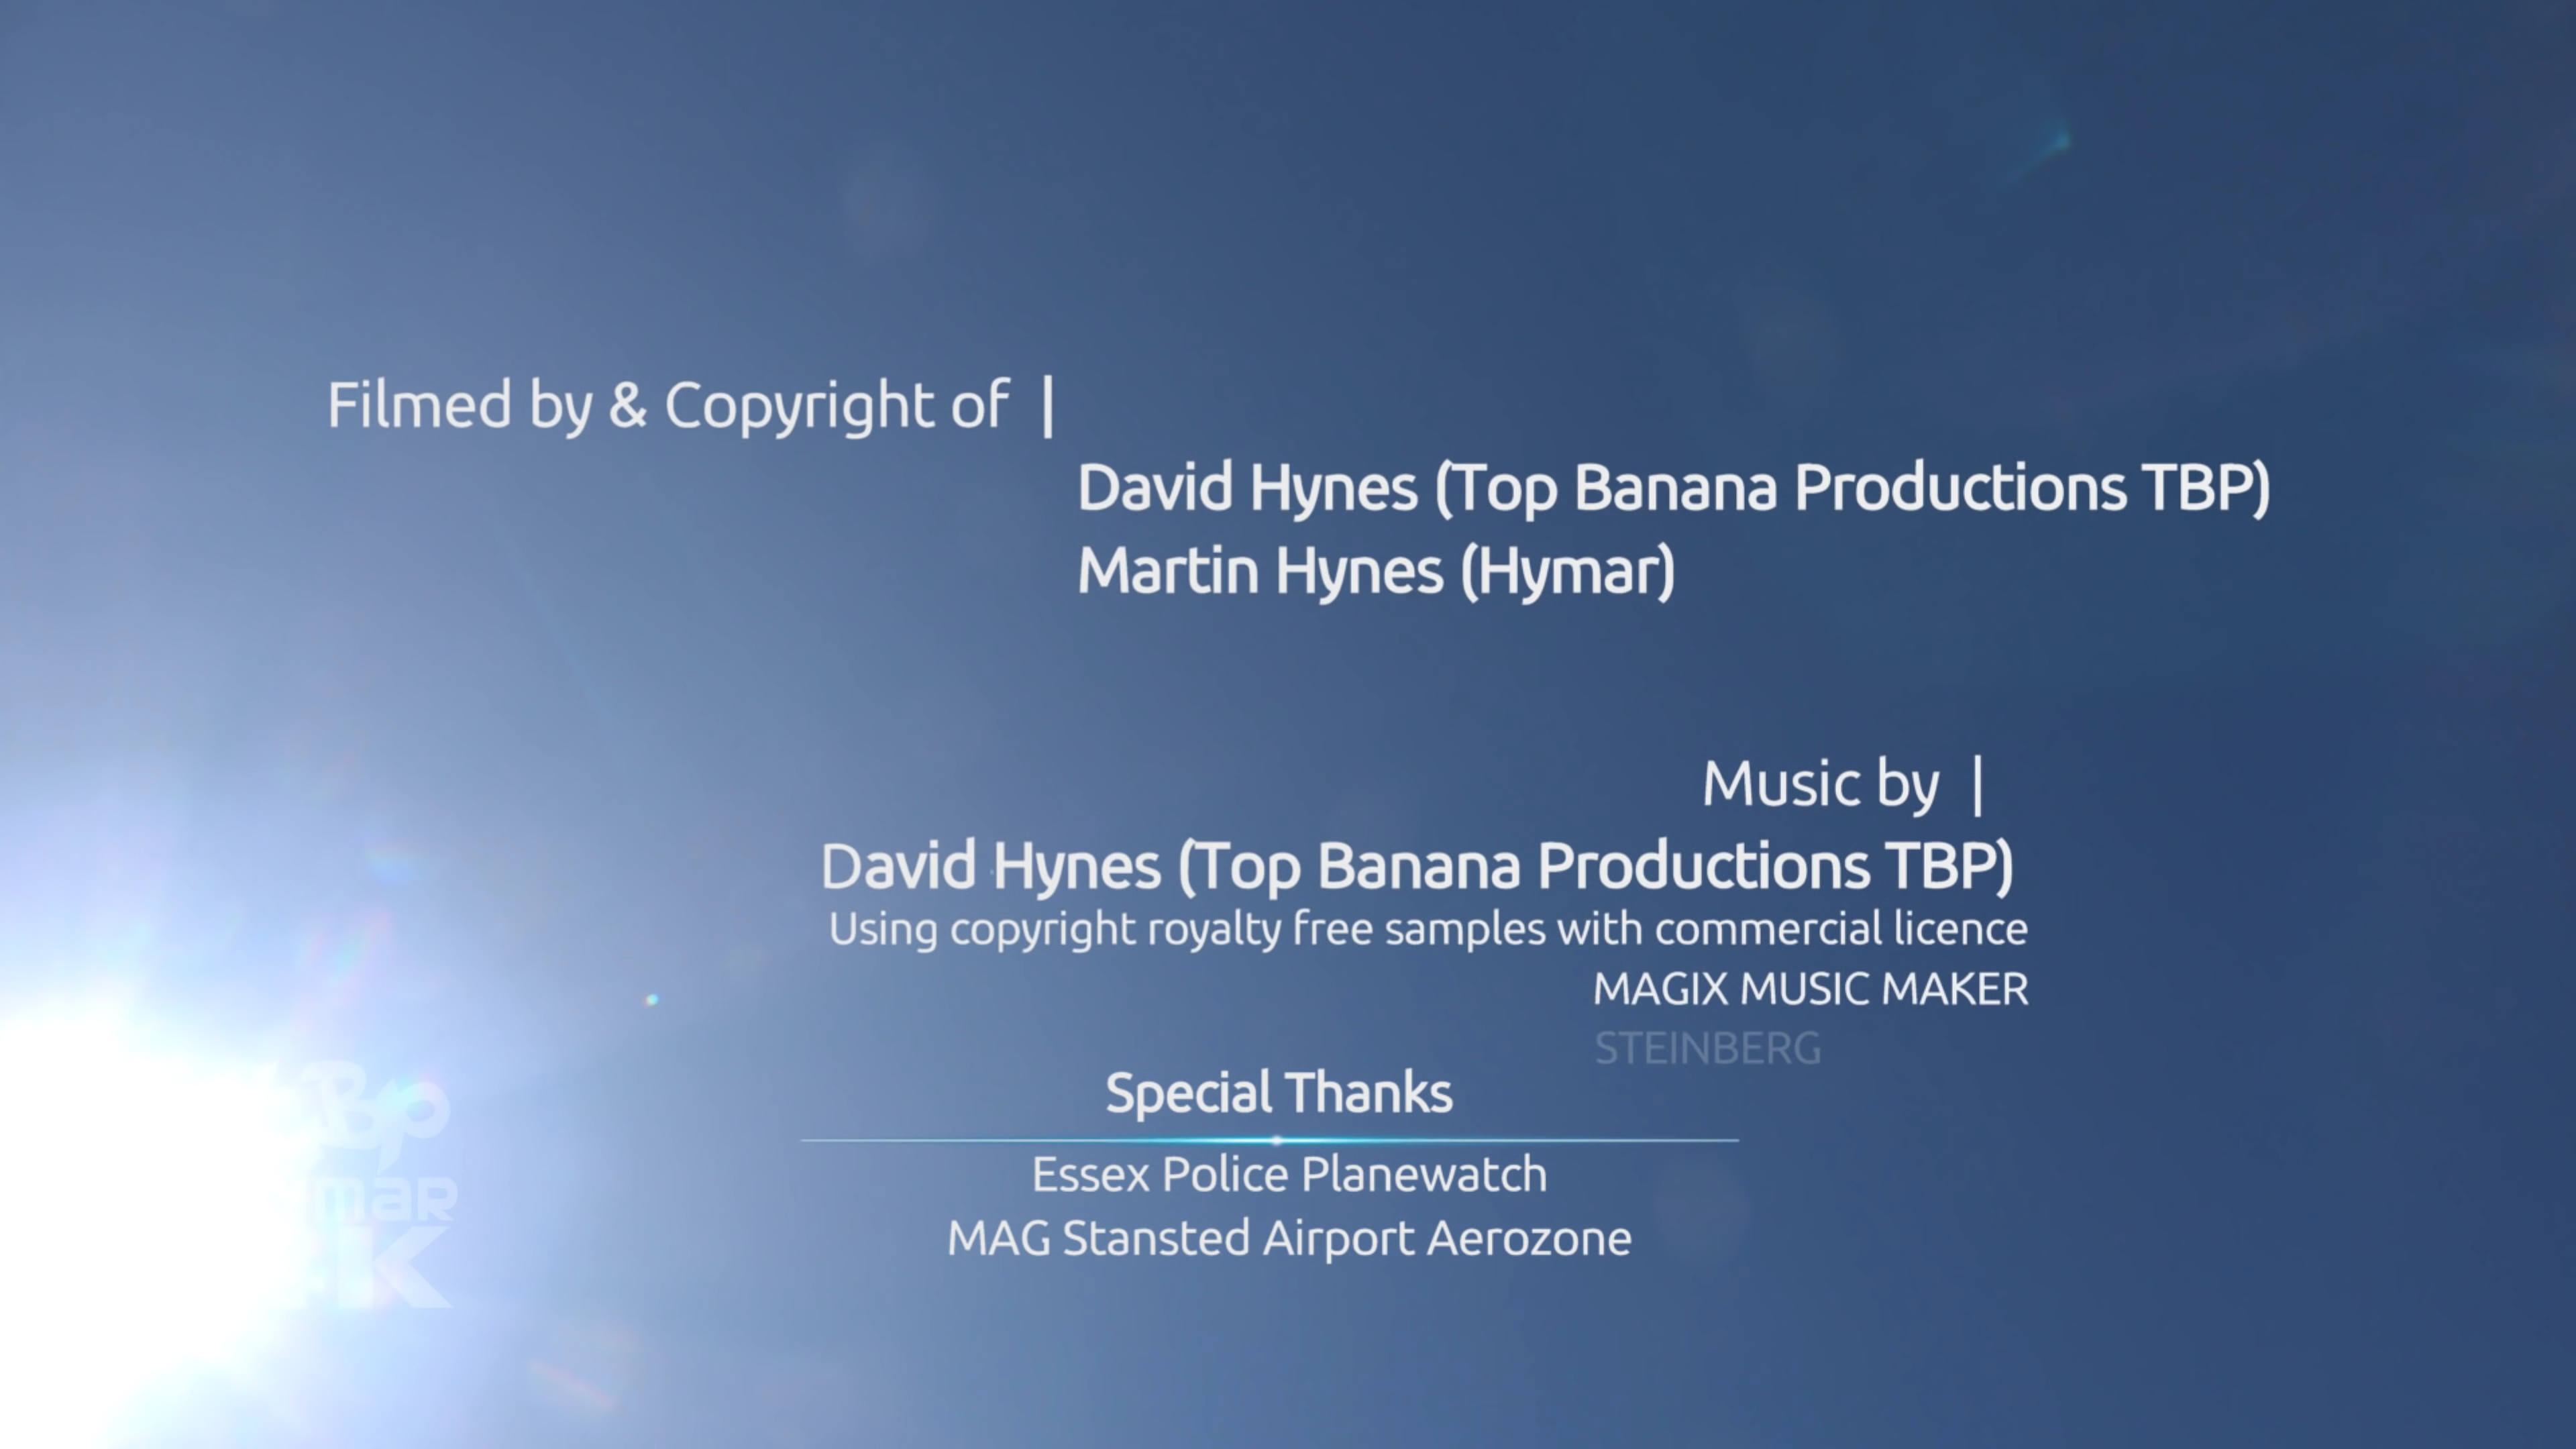 Filmed by & Copyright of |
David Hynes (Top Banana Productions TBP)
Martin Hynes (Hymar)
Music by |
David Hynes (Top Banana Productions TBP)
Using copyright royalty free samples with commercial licence
MAGIX MUSIC MAKER
STEINBERG
Special Thanks
Essex Police Planewatch
MAG Stansted Airport Aerozone